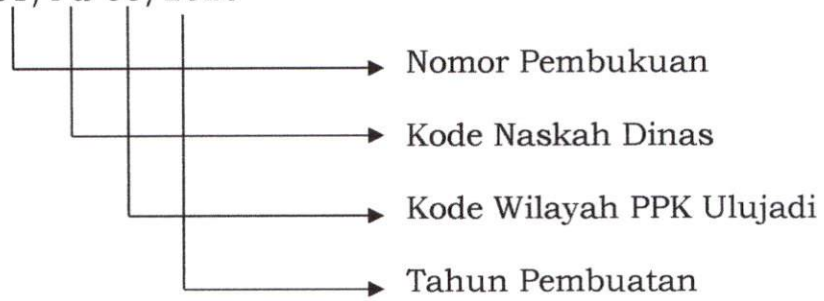 Nomor Pembukuan
Kode Naskah Dinas
Kode Wilayah PPK Ulujadi
Tahun Pembuatan